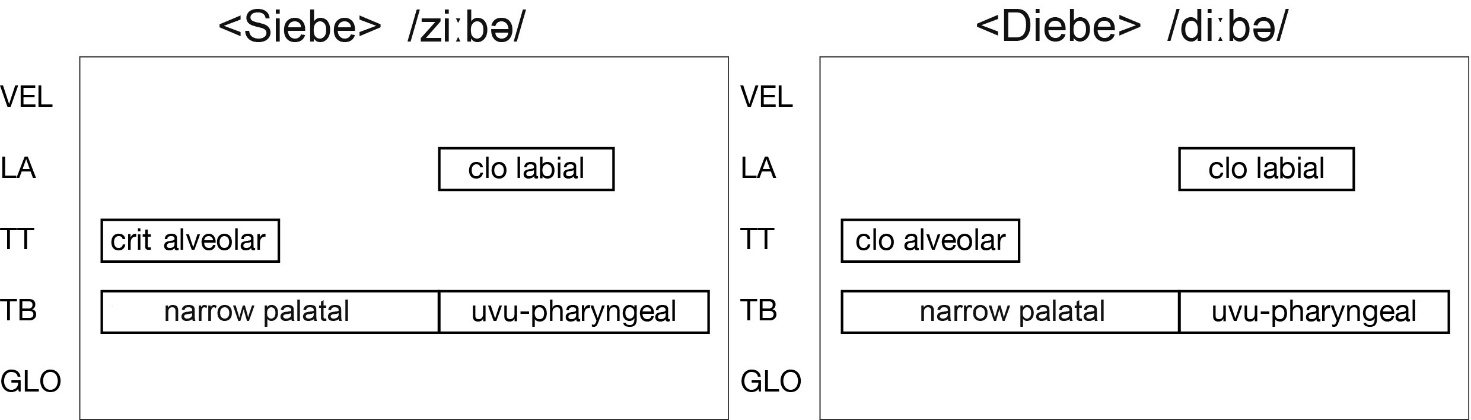 <Siebe> /ziːbə/
VEL
LA clo labial
TT crit alveolar
TB narrow palatal uvu-pharyngeal
GLO
<Diebe> /diːbə/
VEL
LA clo labial
TT clo alveolar
TB narrow palatal uvu-pharyngeal
GLO